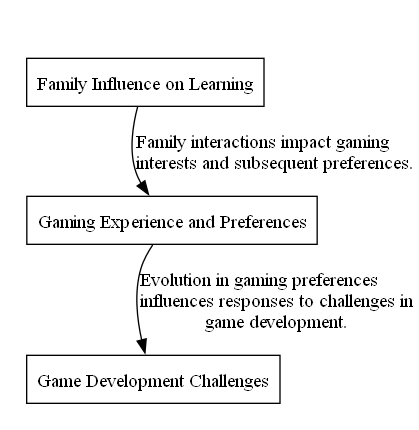 Family Influence on Learning
Family interactions impact gaming
interests and subsequent preferences.
Gaming Experience and Preferences
Evolution in gaming preferences
influences responses to challenges in
game development.
Game Development Challenges